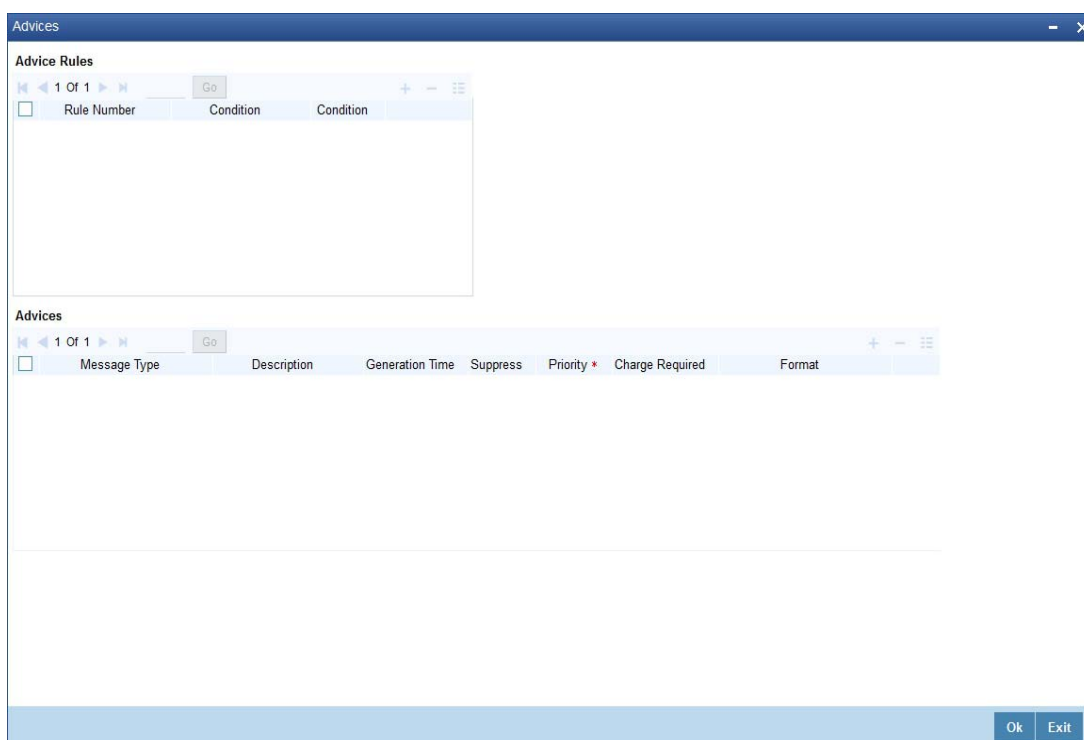 Advices
Advice Rules
1 Of 1 Go
Rule Number Condition Condition
Advices
1 Of 1 Go
Message Type Description Generation Time Suppress Priority * Charge Required Format
Ok Exit